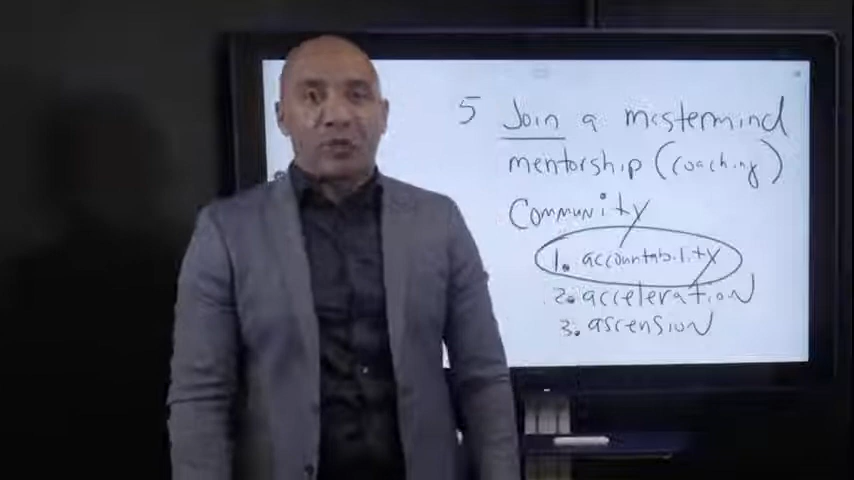 5 Join a mastermind
mentorship (coaching)
Community
1. accountability
2. acceleration
3. ascension